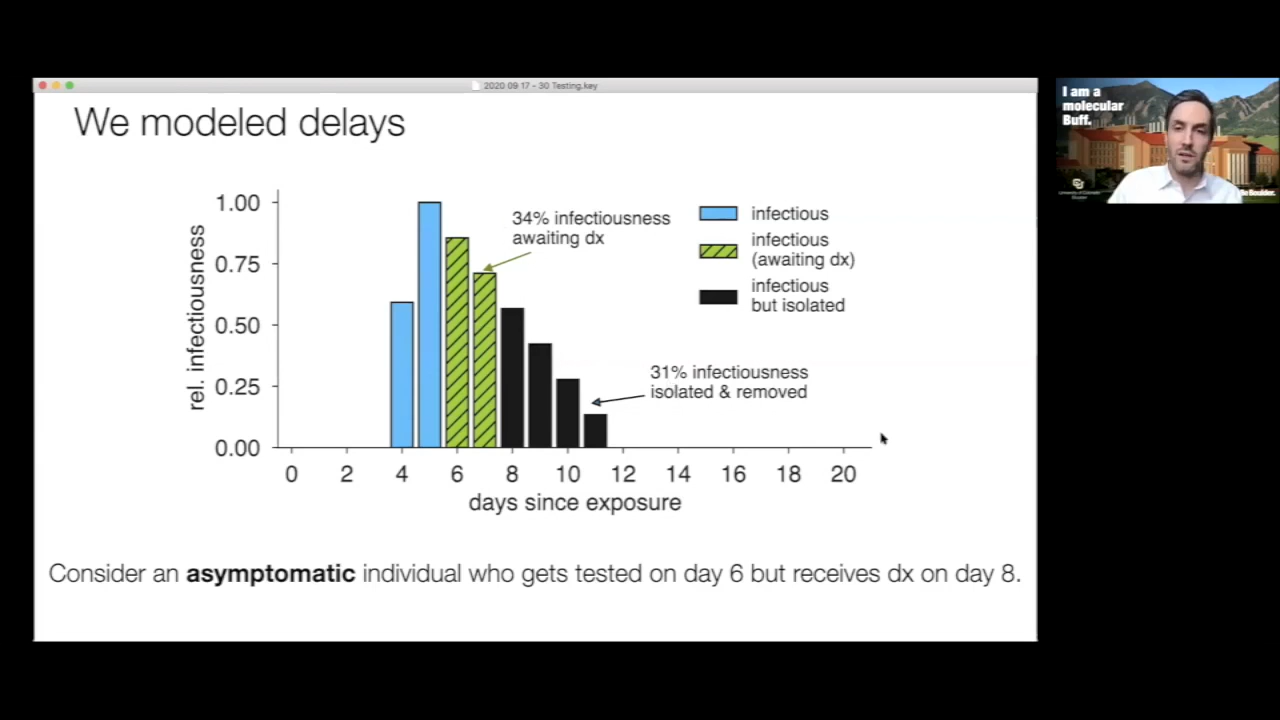 2020 09 17 - 30 Testing.key
We modeled delays
I am a
molecular
Buff.
Be Boulder.
34% infectiousness
awaiting dx
infectious
infectious
(awaiting dx)
infectious
but isolated
31% infectiousness
isolated & removed
rel. infectiousness
1.00
0.75
0.50
0.25
0.00
0 2 4 6 8 10 12 14 16 18 20
days since exposure
Consider an asymptomatic individual who gets tested on day 6 but receives dx on day 8.